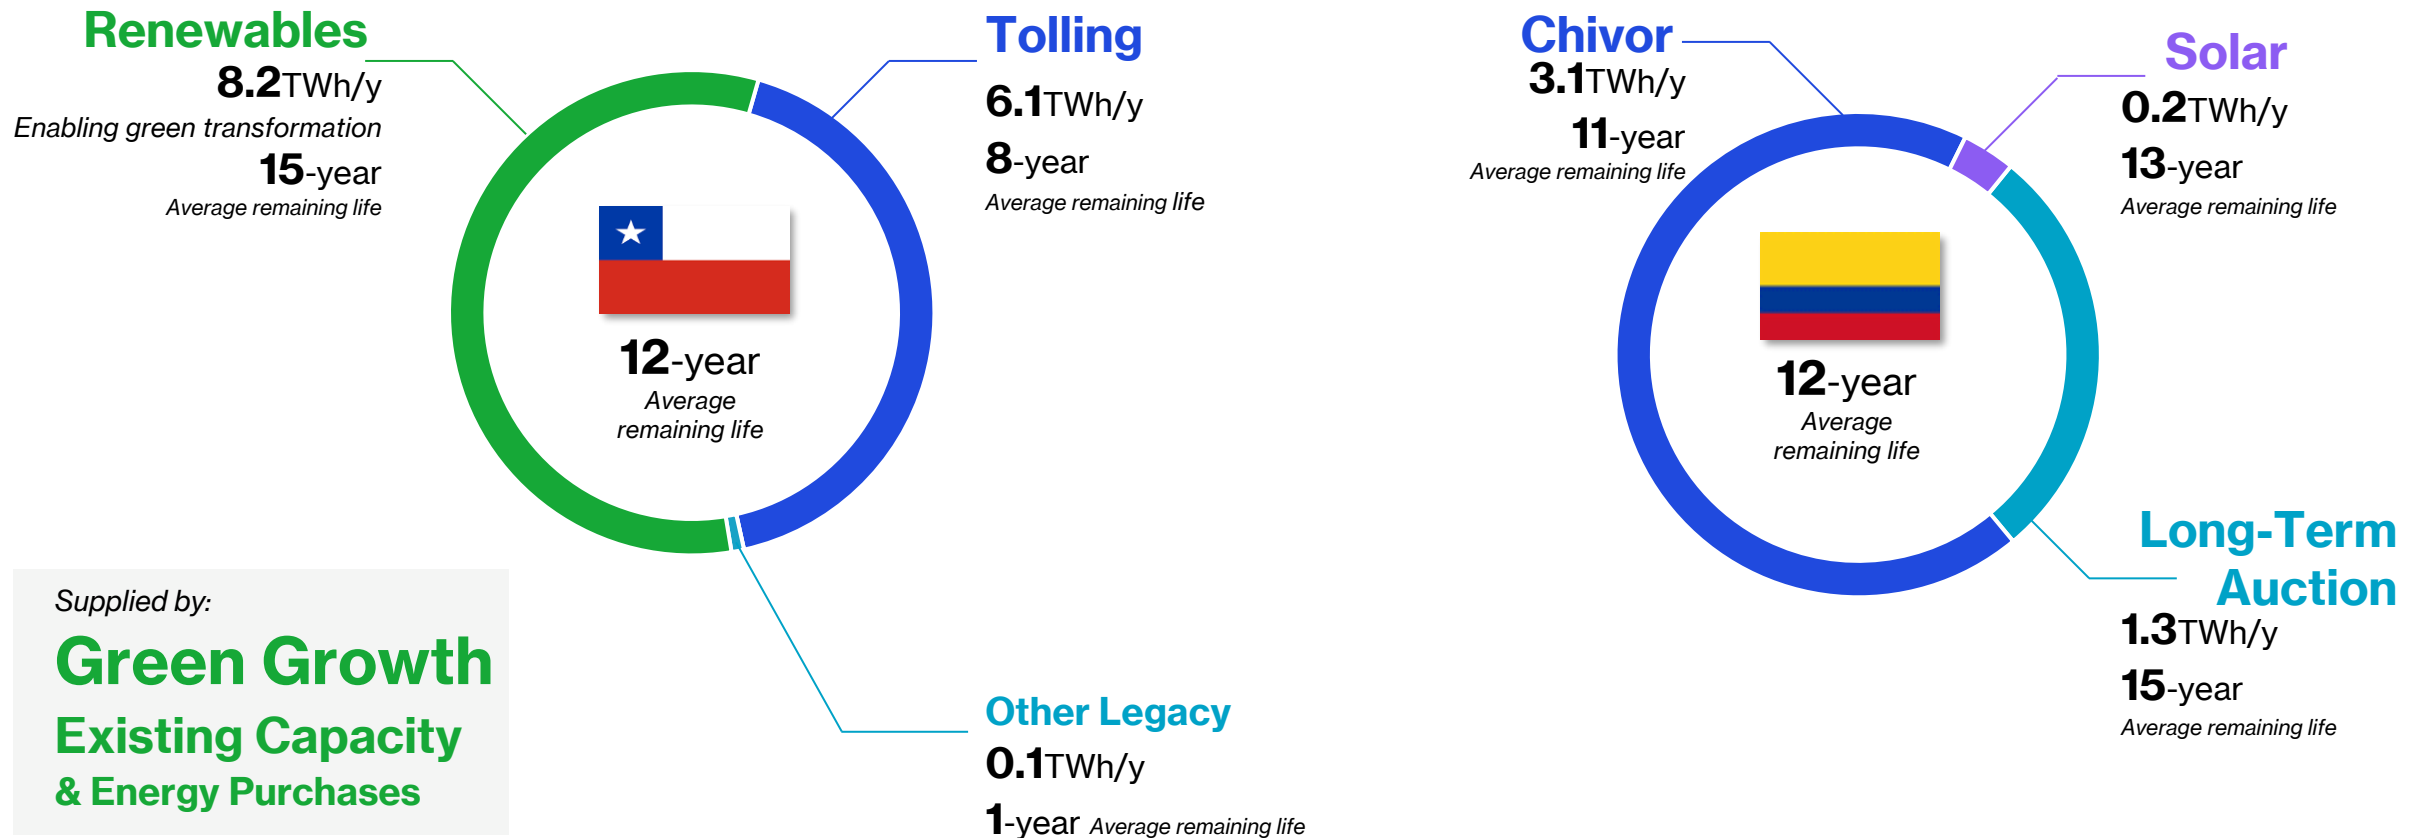 Renewables
8.2TWh/y
Enabling green transformation
15-year
Average remaining life
Tolling
6.1TWh/y
8-year
Average remaining life
12-year
Average
remaining life
Other Legacy
0.1TWh/y
1-year Average remaining life
Supplied by:
Green Growth
Existing Capacity
& Energy Purchases
Chivor
3.1TWh/y
11-year
Average remaining life
Solar
0.2TWh/y
13-year
Average remaining life
12-year
Average
remaining life
Long-Term
Auction
1.3TWh/y
15-year
Average remaining life